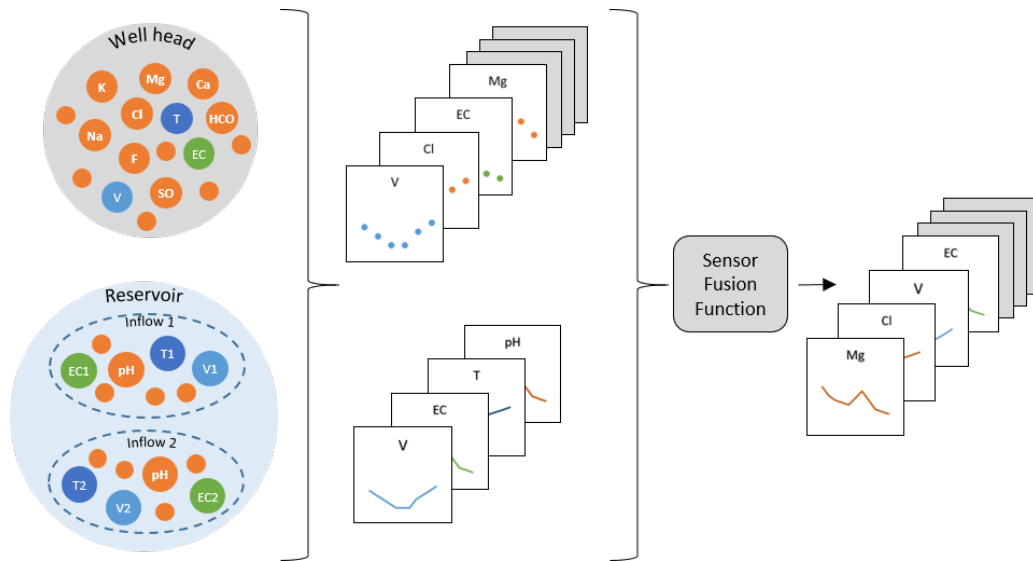 Well head
K
Mg
Ca
Cl
T
HCO
Na
F
EC
V
SO
Reservoir
Inflow 1
EC1
pH
T1
V1
Inflow 2
T2
V2
pH
EC2
Mg
EC
Cl
V
pH
T
EC
V
Sensor
Fusion
Function
EC
V
Cl
Mg